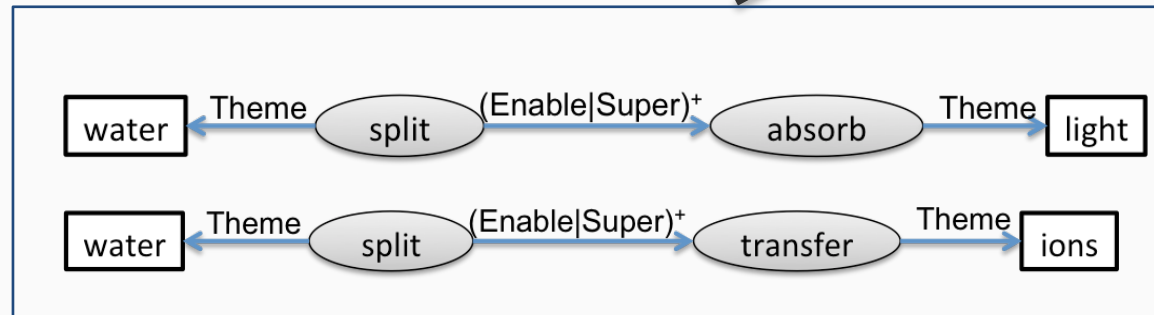 water Theme split (Enable|Super)+ absorb Theme light
water Theme split (Enable|Super)+ transfer Theme ions